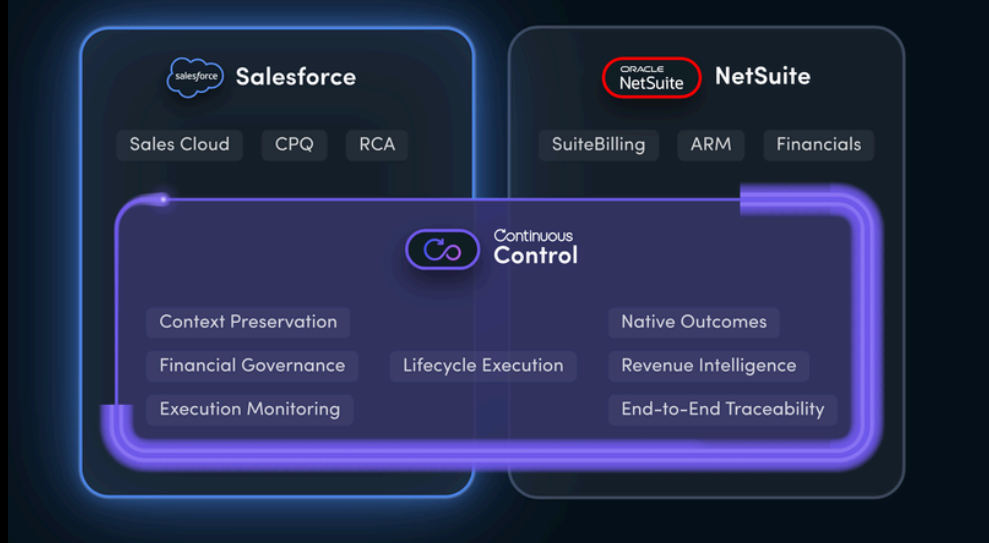 salesforce
Salesforce
Sales Cloud
CPQ
RCA
ORACLE
NetSuite
NetSuite
SuiteBilling
ARM
Financials
Continuous
Control
Context Preservation
Financial Governance
Execution Monitoring
Lifecycle Execution
Native Outcomes
Revenue Intelligence
End-to-End Traceability